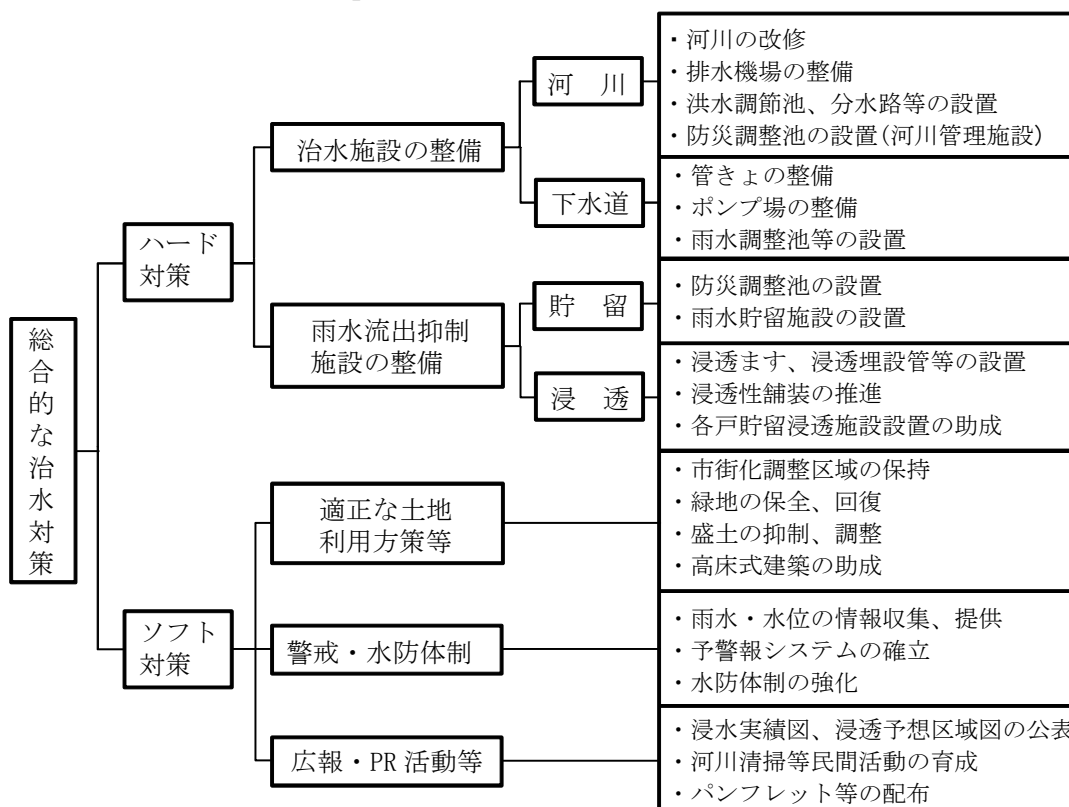 総合的な治水対策
ハード
対策
治水施設の整備
河　川
・河川の改修
・排水機場の整備
・洪水調節池、分水路等の設置
・防災調整池の設置(河川管理施設)
下水道
・管きょの整備
・ポンプ場の整備
・雨水調整池等の設置
雨水流出抑制
施設の整備
貯　留
・防災調整池の設置
・雨水貯留施設の設置
浸　透
・浸透ます、浸透埋設管等の設置
・浸透性舗装の推進
・各戸貯留浸透施設設置の助成
ソフト
対策
適正な土地
利用方策等
・市街化調整区域の保持
・緑地の保全、回復
・盛土の抑制、調整
・高床式建築の助成
警戒・水防体制
・雨水・水位の情報収集、提供
・予警報システムの確立
・水防体制の強化
広報・PR 活動等
・浸水実績図、浸透予想区域図の公表
・河川清掃等民間活動の育成
・パンフレット等の配布